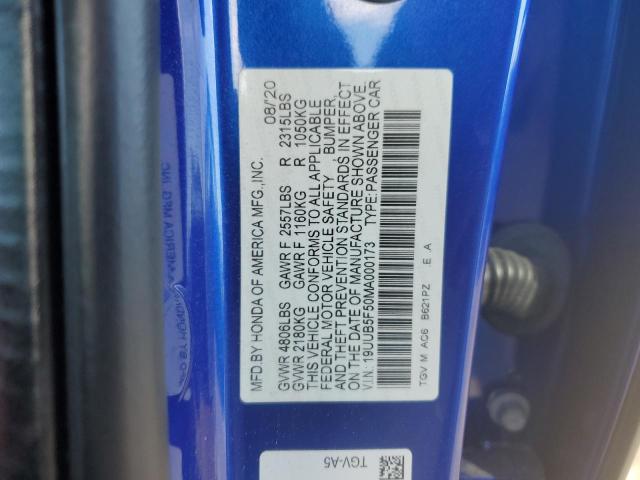 MFD.BY HONDA OF AMERICA MFG.,INC. 08/20
GVWR 4806LBS GAWR F 2557LBS R 2315LBS
GVWR 2180KG GAWR F 1160KG R 1050KG
THIS VEHICLE CONFORMS TO ALL APPLICABLE
FEDERAL MOTOR VEHICLE SAFETY, BUMPER,
AND THEFT PREVENTION STANDARDS, IN EFFECT
ON THE DATE OF MANUFACTURE SHOWN ABOVE.
V.I.N.: 19UUB5F50MA000173 TYPE:PASSENGER CAR
TGV M AC6 B621PZ E A
TGV-A5